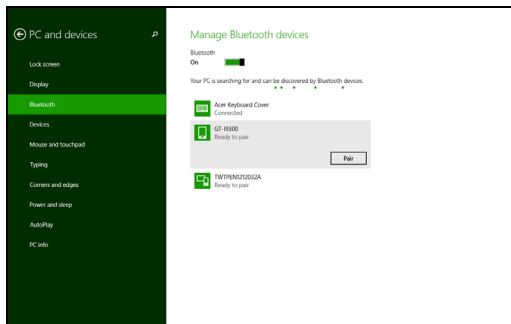 PC and devices
Lock screen
Display
Bluetooth
Devices
Mouse and touchpad
Typing
Corners and edges
Power and sleep
AutoPlay
PC info
Manage Bluetooth devices
Bluetooth
On
Your PC is searching for and can be discovered by Bluetooth devices.
Acer Keyboard Cover
Connected
GT-I9300
Ready to pair
Pair
TWTPEN1212032A
Ready to pair